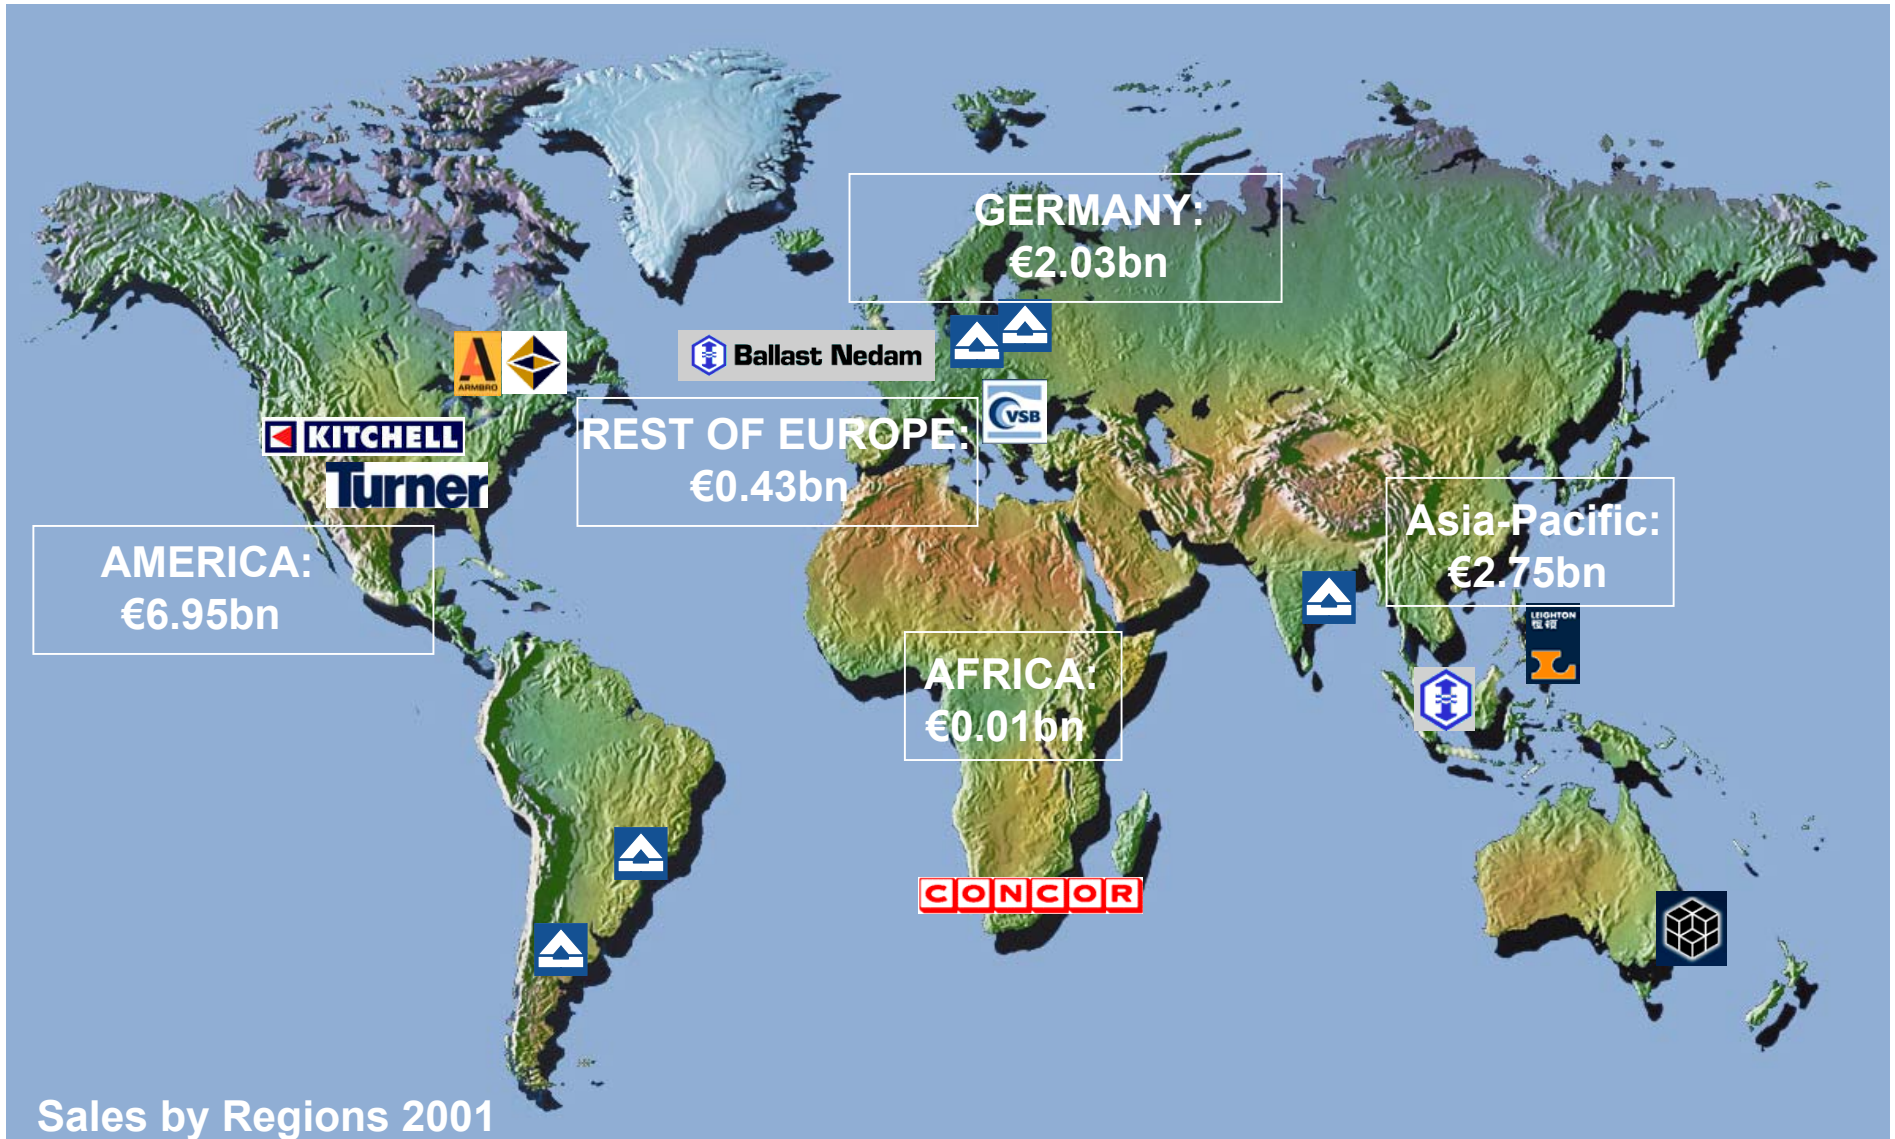 GERMANY:
€2.03bn
Ballast Nedam
ARMBRO
VSB
KITCHELL
REST OF EUROPE:
€0.43bn
Turner
Asia-Pacific:
€2.75bn
AMERICA:
€6.95bn
LEIGHTON
AFRICA:
€0.01bn
CONCOR
Sales by Regions 2001